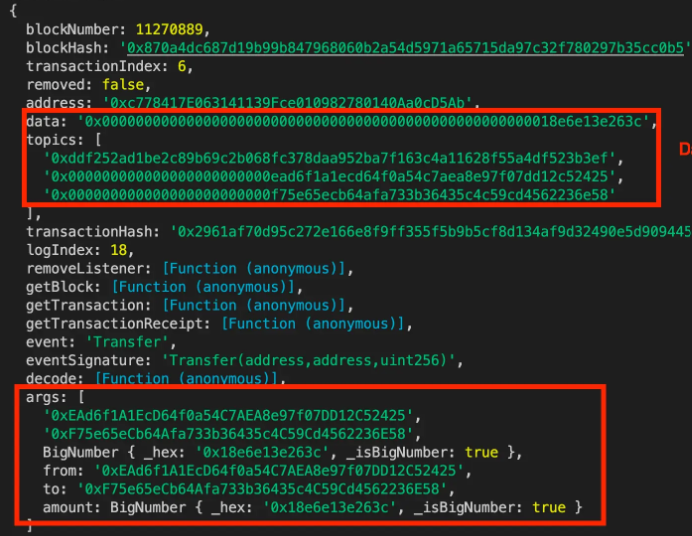 {
blockNumber: 11270889,
blockHash: '0x870a4dc687d19b99b847968060b2a54d5971a65715da97c32f780297b35cc0b5'
transactionIndex: 6,
removed: false,
address: '0xc778417E063141139Fce010982780140Aa0cD5Ab',
data: '0x000000000000000000000000000000000000000000000000000018e6e13e263c',
topics: [
'0xddf252ad1be2c89b69c2b068fc378daa952ba7f163c4a11628f55a4df523b3ef',
'0x000000000000000000000000ead6f1a1ecd64f0a54c7aea8e97f07dd12c52425',
'0x000000000000000000000000f75e65ecb64afa733b36435c4c59cd4562236e58'
],
transactionHash: '0x2961af70d95c272e166e8f9ff355f5b9b5cf8d134af9d32490e5d909445
logIndex: 18,
removeListener: [Function (anonymous)],
getBlock: [Function (anonymous)],
getTransaction: [Function (anonymous)],
getTransactionReceipt: [Function (anonymous)],
event: 'Transfer',
eventSignature: 'Transfer(address,address,uint256)',
decode: [Function (anonymous)],
args: [
'0xEAd6f1A1EcD64f0a54C7AEA8e97f07DD12C52425',
'0xF75e65eCb64Afa733b36435c4C59Cd4562236E58',
BigNumber { _hex: '0x18e6e13e263c', _isBigNumber: true },
from: '0xEAd6f1A1EcD64f0a54C7AEA8e97f07DD12C52425',
to: '0xF75e65eCb64Afa733b36435c4C59Cd4562236E58',
amount: BigNumber { _hex: '0x18e6e13e263c', _isBigNumber: true }
]